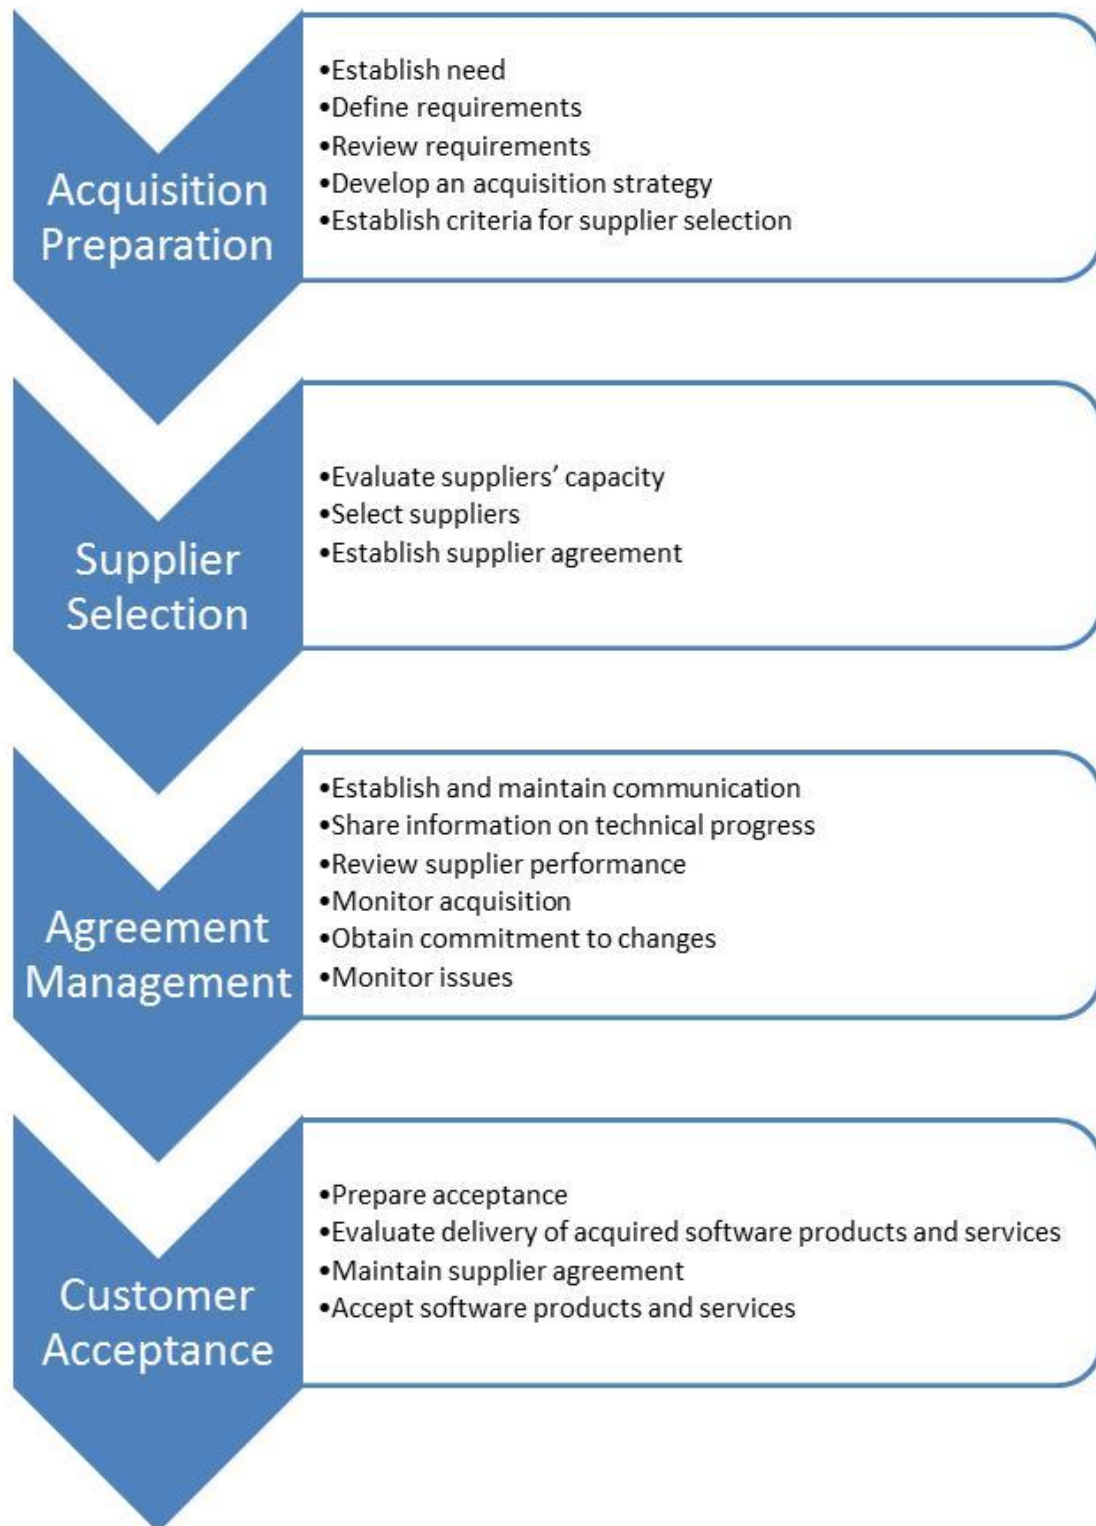 Acquisition
Preparation
•Establish need
•Define requirements
•Review requirements
•Develop an acquisition strategy
•Establish criteria for supplier selection
Supplier
Selection
•Evaluate suppliers’ capacity
•Select suppliers
•Establish supplier agreement
Agreement
Management
•Establish and maintain communication
•Share information on technical progress
•Review supplier performance
•Monitor acquisition
•Obtain commitment to changes
•Monitor issues
Customer
Acceptance
•Prepare acceptance
•Evaluate delivery of acquired software products and services
•Maintain supplier agreement
•Accept software products and services